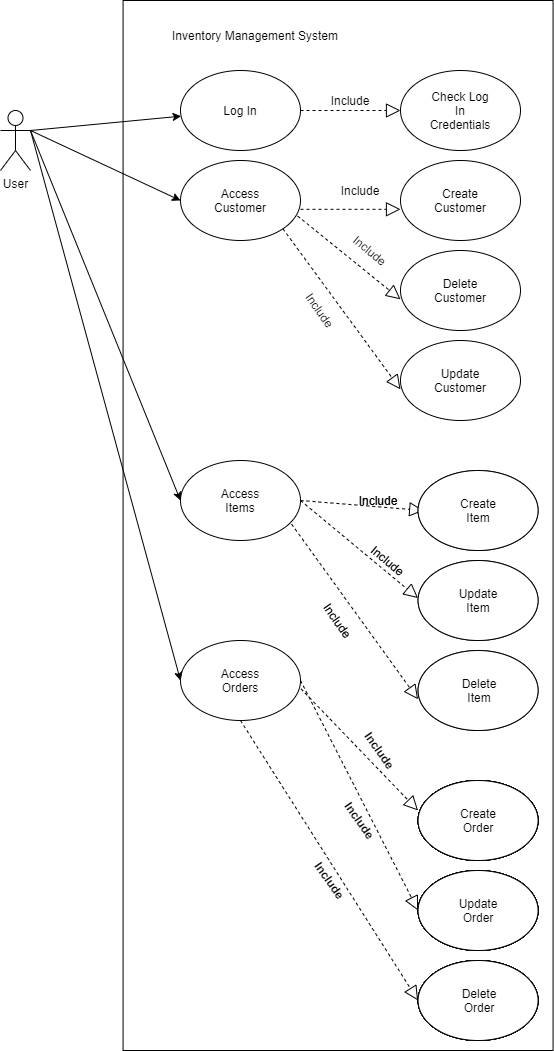 Inventory Management System
Log In
Include
Check Log
In
Credentials
User
Access
Customer
Include
Create
Customer
Include
Delete
Customer
Include
Update
Customer
Access
Items
Include
Create
Item
Include
Update
Item
Include
Delete
Item
Access
Orders
Include
Create
Order
Include
Update
Order
Include
Delete
Order